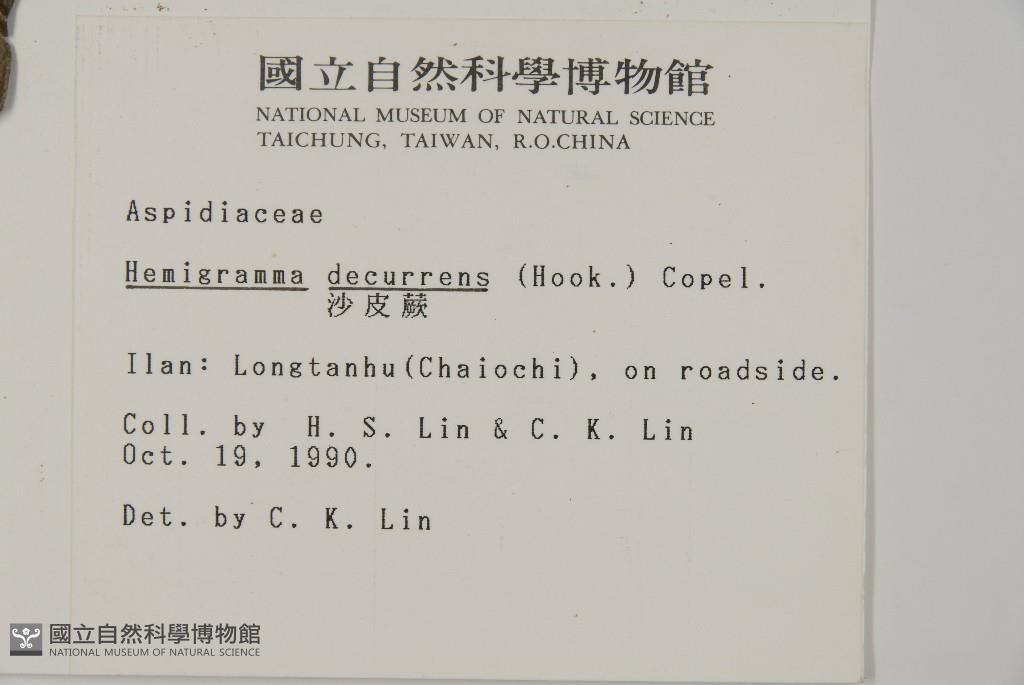 國立自然科學博物館
NATIONAL MUSEUM OF NATURAL SCIENCE
TAICHUNG, TAIWAN, R.O.CHINA
Aspidiaceae
Hemigramma decurrens (Hook.) Copel.
沙皮蕨
Ilan: Longtanhu(Chaiochi), on roadside.
Coll. by H. S. Lin & C. K. Lin
Oct. 19, 1990.
Det. by C. K. Lin
國立自然科學博物館
NATIONAL MUSEUM OF NATURAL SCIENCE